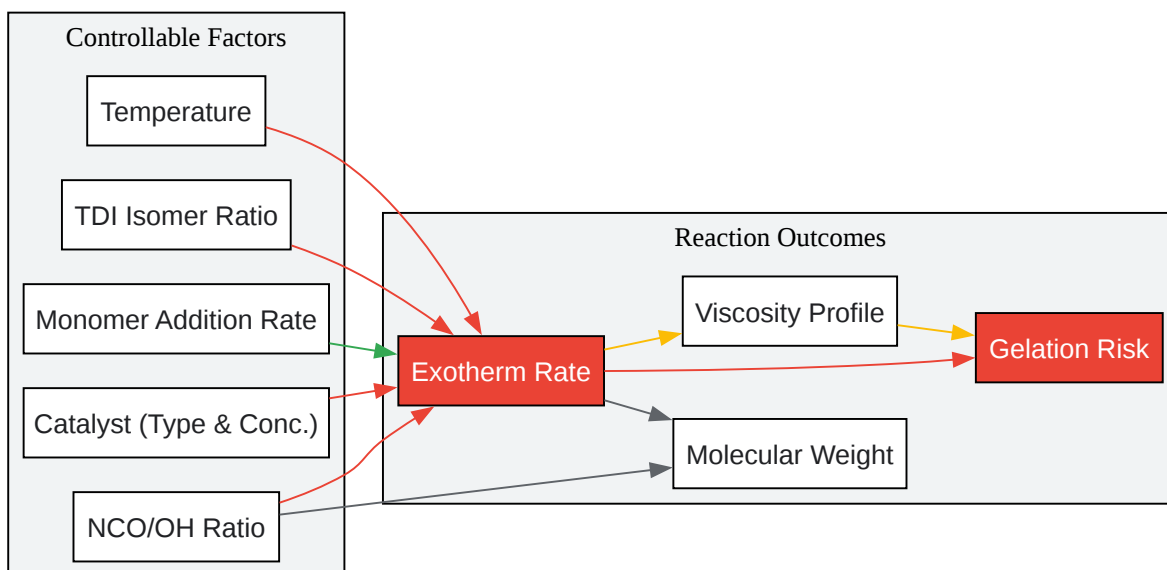 Controllable Factors
Temperature
TDI Isomer Ratio
Monomer Addition Rate
Catalyst (Type & Conc.)
NCO/OH Ratio
Reaction Outcomes
Exotherm Rate
Viscosity Profile
Molecular Weight
Gelation Risk